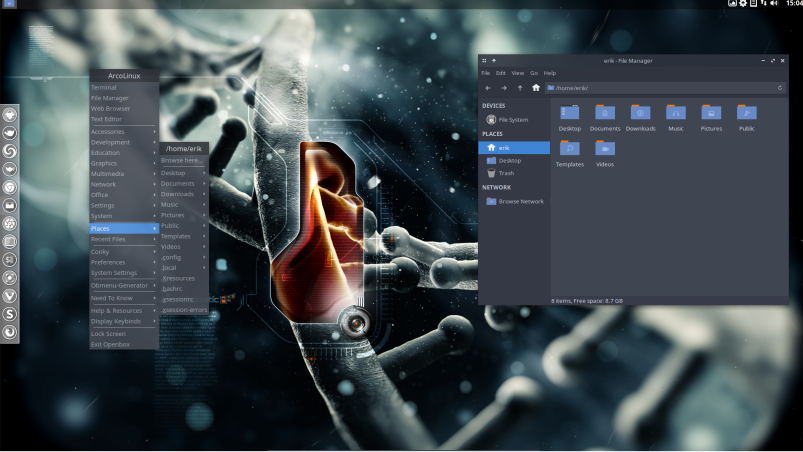 15:04
ArcoLinux
Terminal
File Manager
Web Browser
Text Editor
Accessories
Development
Education
Graphics
Multimedia
Network
Office
Settings
System
Places
Recent Files
Conky
Preferences
System Settings
Obmenu-Generator
Need To Know
Help & Resources
Display Keybinds
Lock Screen
Exit Openbox
/home/erik
Browse here...
Desktop
Documents
Downloads
Music
Pictures
Public
Templates
Videos
.config
.local
.Xresources
.bashrc
.gsession-errors
erik - File Manager
File Edit View Go Help
/home/erik/
DEVICES
File System
PLACES
erik
Desktop
Trash
NETWORK
Browse Network
Desktop Documents Downloads Music Pictures Public
Templates Videos
8 items, Free space: 8.7 GB